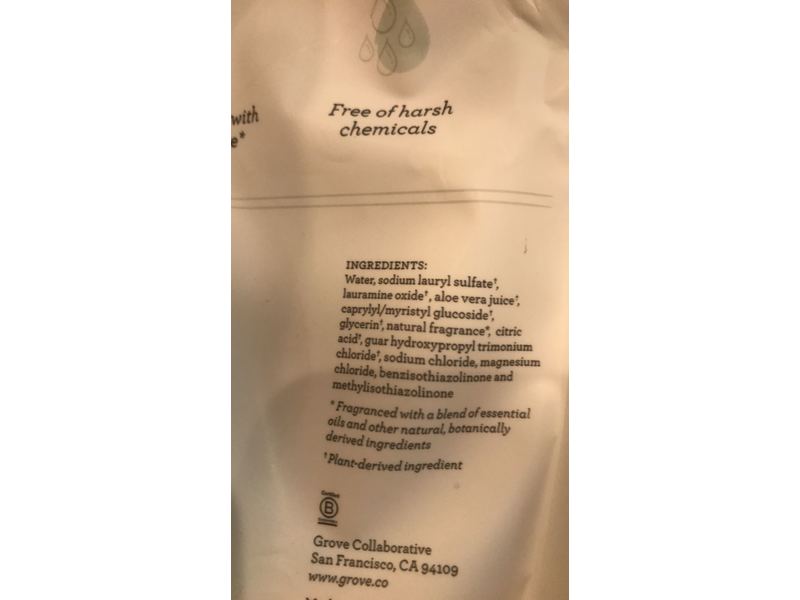 with
e*
Free of harsh
chemicals
INGREDIENTS:
Water, sodium lauryl sulfate†,
lauramine oxide†, aloe vera juice†,
caprylyl/myristyl glucoside†,
glycerin†, natural fragrance*, citric
acid†, guar hydroxypropyl trimonium
chloride†, sodium chloride, magnesium
chloride, benzisothiazolinone and
methylisothiazolinone
*Fragranced with a blend of essential
oils and other natural, botanically
derived ingredients
†Plant-derived ingredient
Certified
B
Grove Collaborative
San Francisco, CA 94109
www.grove.co